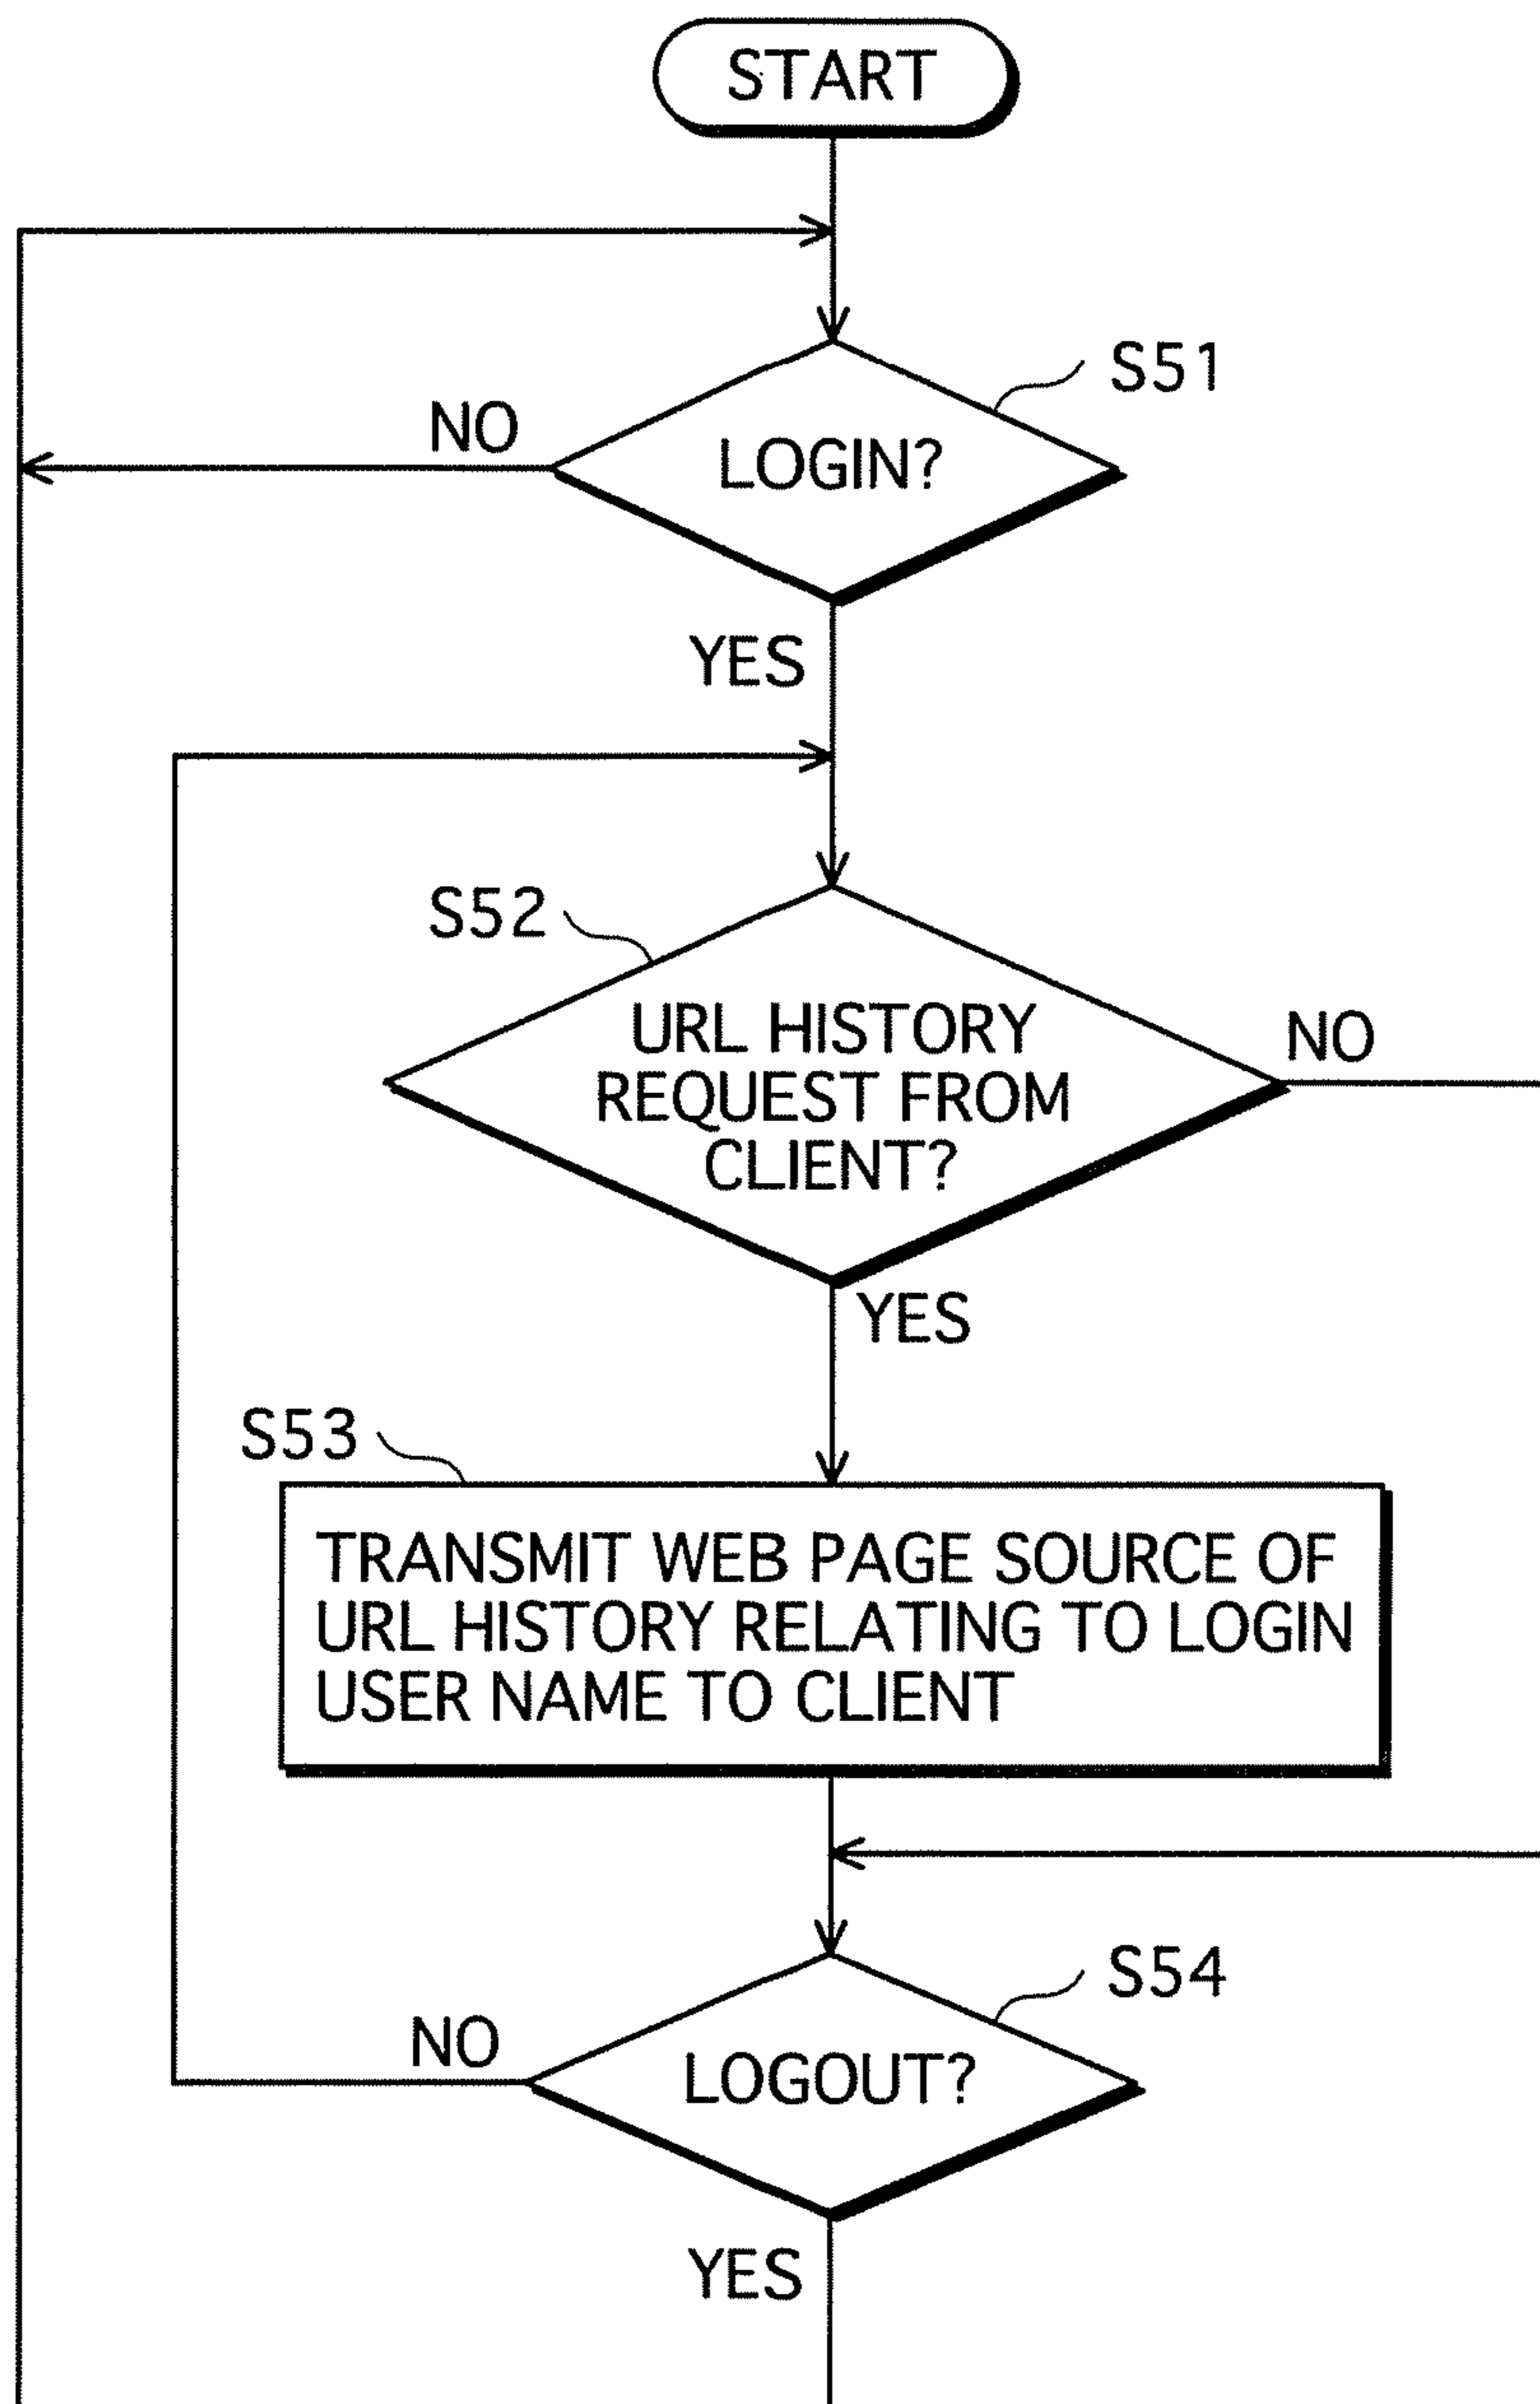 START
S51
NO
LOGIN?
YES
S52
URL HISTORY
REQUEST FROM
CLIENT?
NO
YES
S53
TRANSMIT WEB PAGE SOURCE OF
URL HISTORY RELATING TO LOGIN
USER NAME TO CLIENT
S54
NO
LOGOUT?
YES